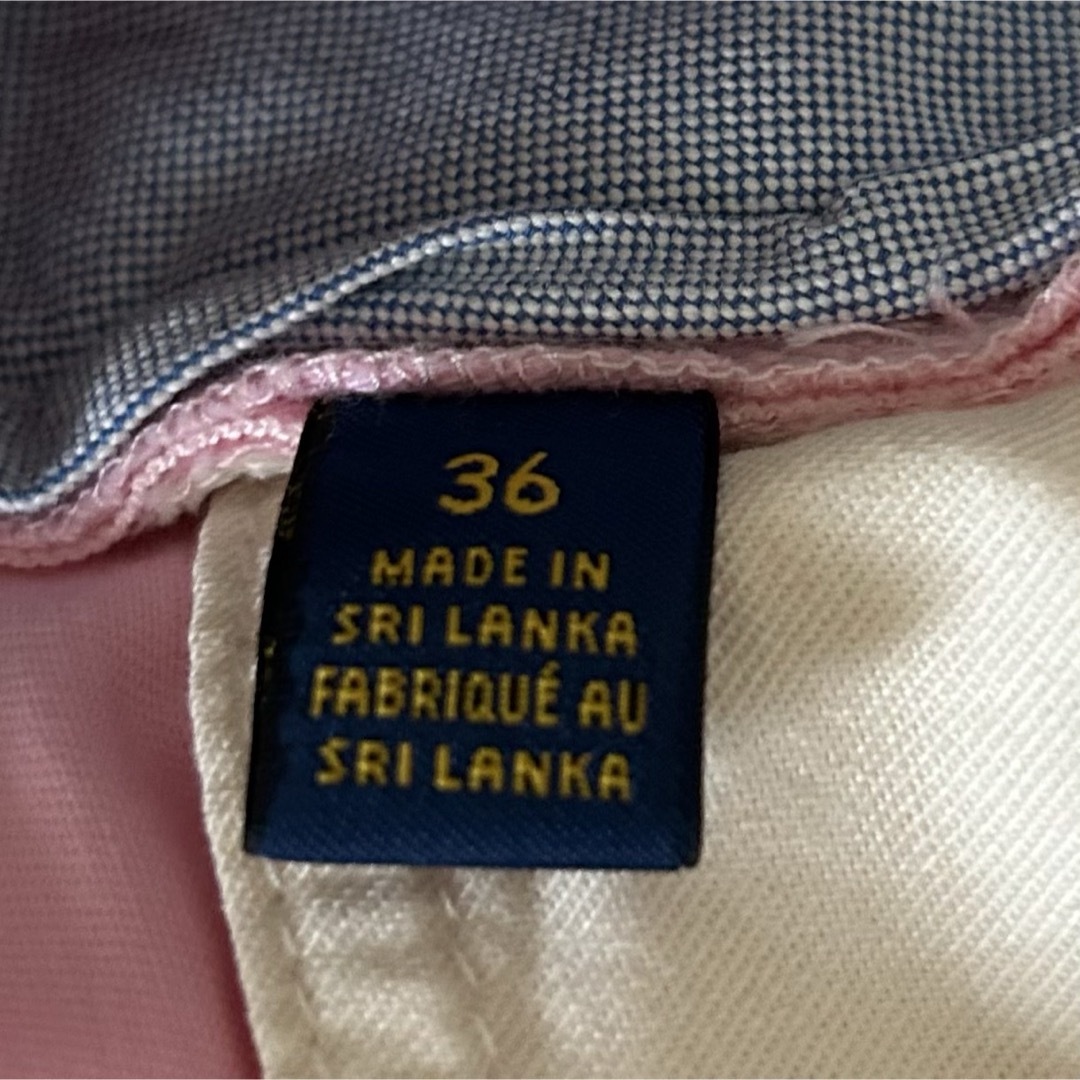 36
MADE IN
SRI LANKA
FABRIQUÉ AU
SRI LANKA